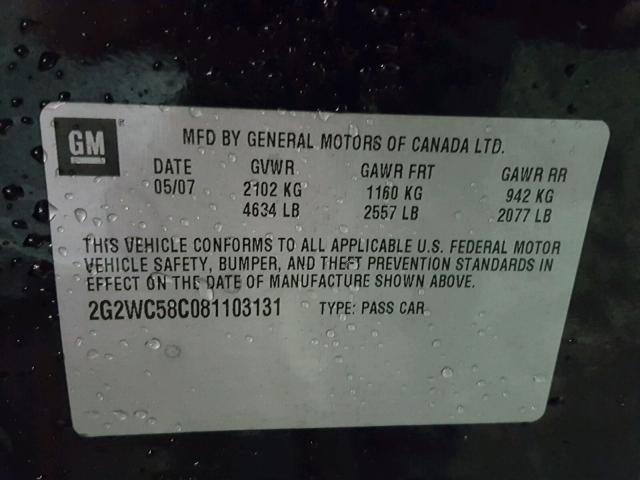 GM ®
MFD BY GENERAL MOTORS OF CANADA LTD.
DATE GVWR GAWR FRT GAWR RR
05/07 2102 KG 1160 KG 942 KG
4634 LB 2557 LB 2077 LB
THIS VEHICLE CONFORMS TO ALL APPLICABLE U.S. FEDERAL MOTOR
VEHICLE SAFETY, BUMPER, AND THEFT PREVENTION STANDARDS IN
EFFECT ON THE DATE OF MANUFACTURE SHOWN ABOVE.
2G2WC58C081103131 TYPE: PASS CAR